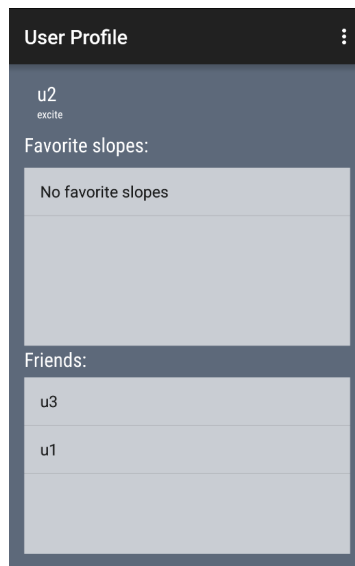 User Profile
u2
excite
Favorite slopes:
No favorite slopes
Friends:
u3
u1